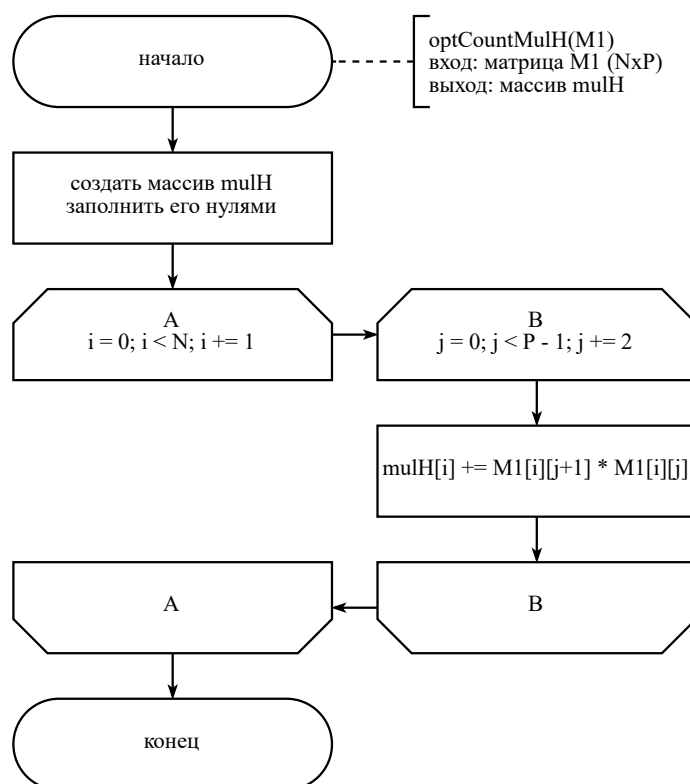 начало
optCountMulH(M1)
вход: матрица M1 (NxP)
выход: массив mulH
создать массив mulH
заполнить его нулями
A
i = 0; i < N; i += 1
B
j = 0; j < P - 1; j += 2
mulH[i] += M1[i][j+1] * M1[i][j]
A
B
конец